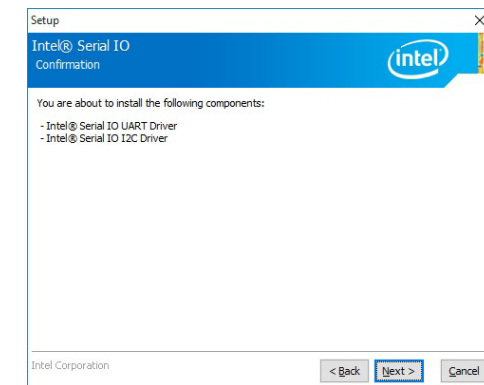 Setup
Intel® Serial IO
Confirmation
intel
You are about to install the following components:
- Intel® Serial IO UART Driver
- Intel® Serial IO I2C Driver
Intel Corporation
< Back Next > Cancel